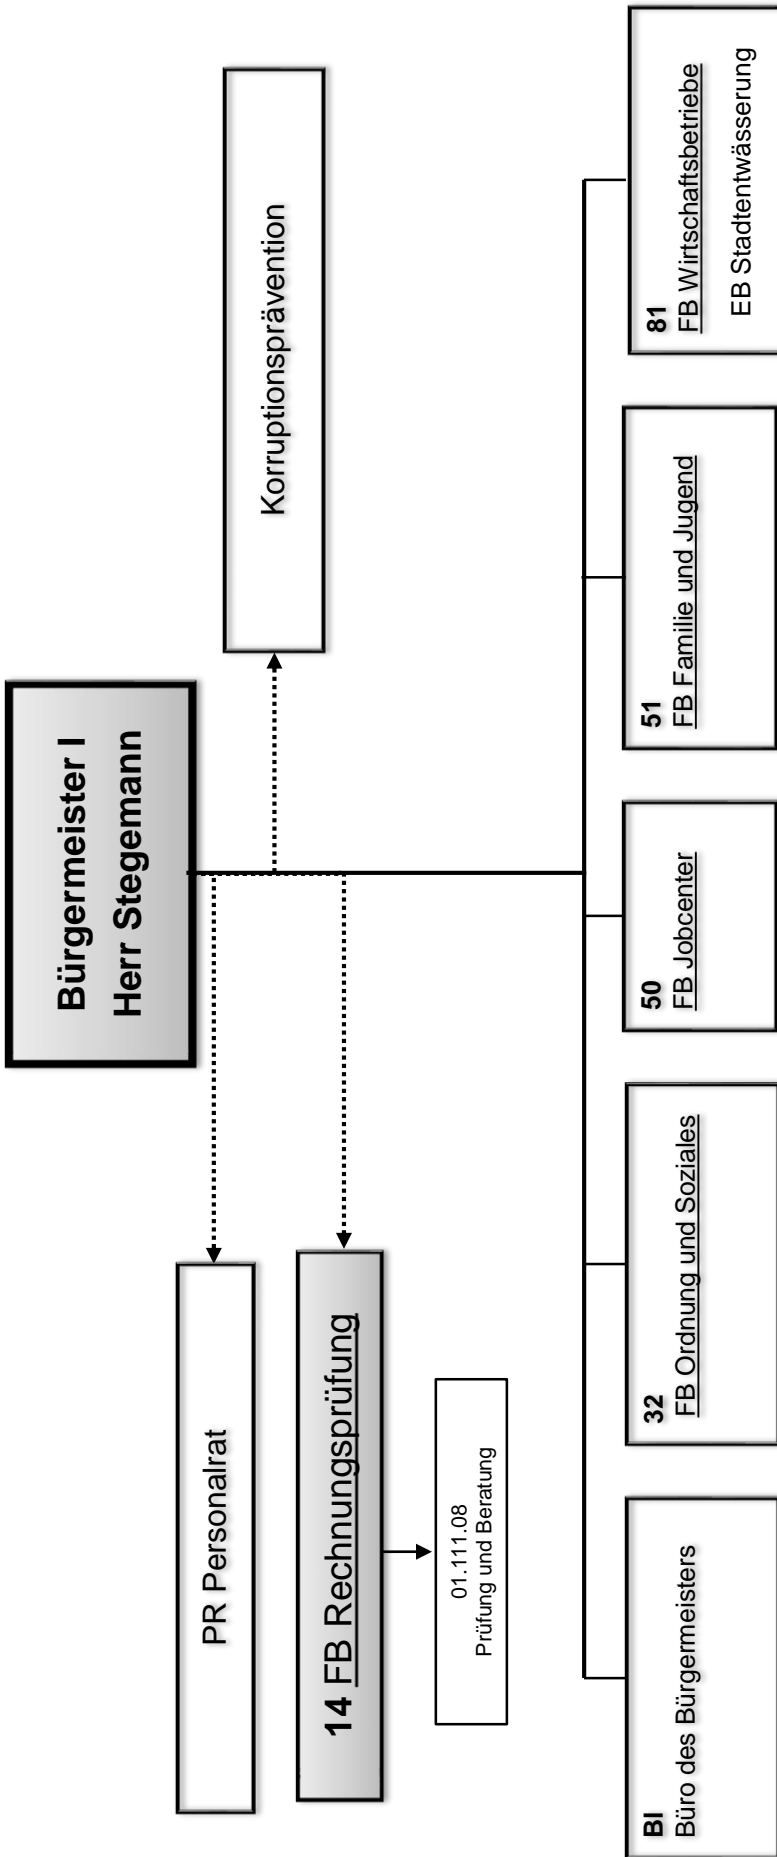 Bürgermeister I
Herr Stegemann
PR Personalrat
Korruptionsprävention
14 FB Rechnungsprüfung
01.111.08
Prüfung und Beratung
BI
Büro des Bürgermeisters
32
FB Ordnung und Soziales
50
FB Jobcenter
51
FB Familie und Jugend
81
FB Wirtschaftsbetriebe
EB Stadtentwässerung